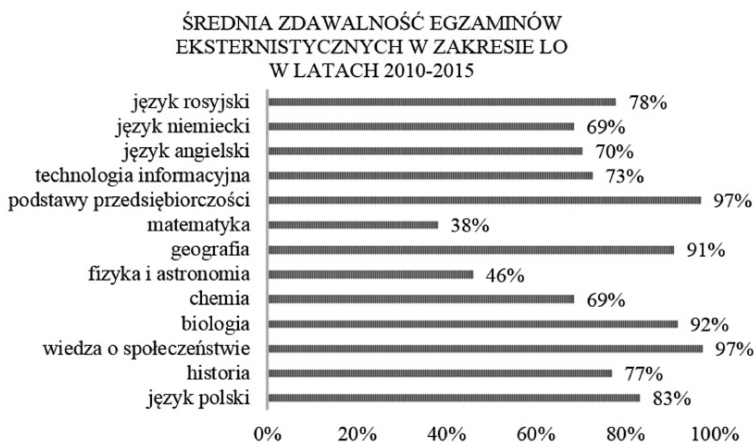 ŚREDNIA ZDAWALNOŚĆ EGZAMINÓW
EKSTERNISTYCZNYCH W ZAKRESIE LO
W LATACH 2010-2015
język rosyjski 78%
język niemiecki 69%
język angielski 70%
technologia informacyjna 73%
podstawy przedsiębiorczości 97%
matematyka 38%
geografia 91%
fizyka i astronomia 46%
chemia 69%
biologia 92%
wiedza o społeczeństwie 97%
historia 77%
język polski 83%
0% 20% 40% 60% 80% 100%